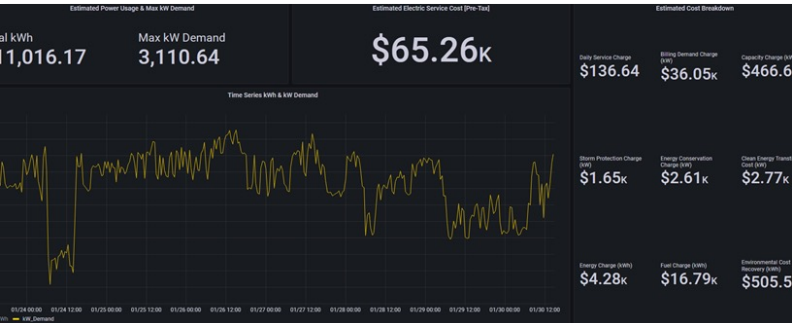 Estimated Power Usage & Max kW Demand
al kWh
11,016.17
Max kW Demand
3,110.64
Estimated Electric Service Cost [Pre-Tax]
$65.26K
Estimated Cost Breakdown
Daily Service Charge
$136.64
Billing Demand Charge
(kW)
$36.05K
Capacity Charge (kW
$466.6
Storm Protection Charge
(kW)
$1.65K
Energy Conservation
Charge (kW)
$2.61K
Clean Energy Transit
Cost (kW)
$2.77K
Energy Charge (kWh)
$4.28K
Fuel Charge (kWh)
$16.79K
Environmental Cost
Recovery (kWh)
$505.5
Time Series kWh & kW Demand
01/24 00:00 01/24 12:00 01/25 00:00 01/25 12:00 01/26 00:00 01/26 12:00 01/27 00:00 01/27 12:00 01/28 00:00 01/28 12:00 01/29 00:00 01/29 12:00 01/30 00:00 01/30 12:00
Wh kW_Demand